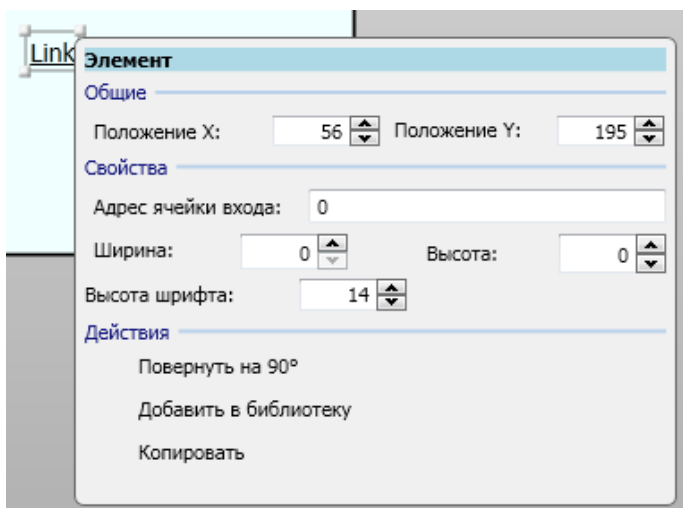 Link
Элемент
Общие
Положение X: 56 Положение Y: 195
Свойства
Адрес ячейки входа: 0
Ширина: 0 Высота: 0
Высота шрифта: 14
Действия
Повернуть на 90°
Добавить в библиотеку
Копировать